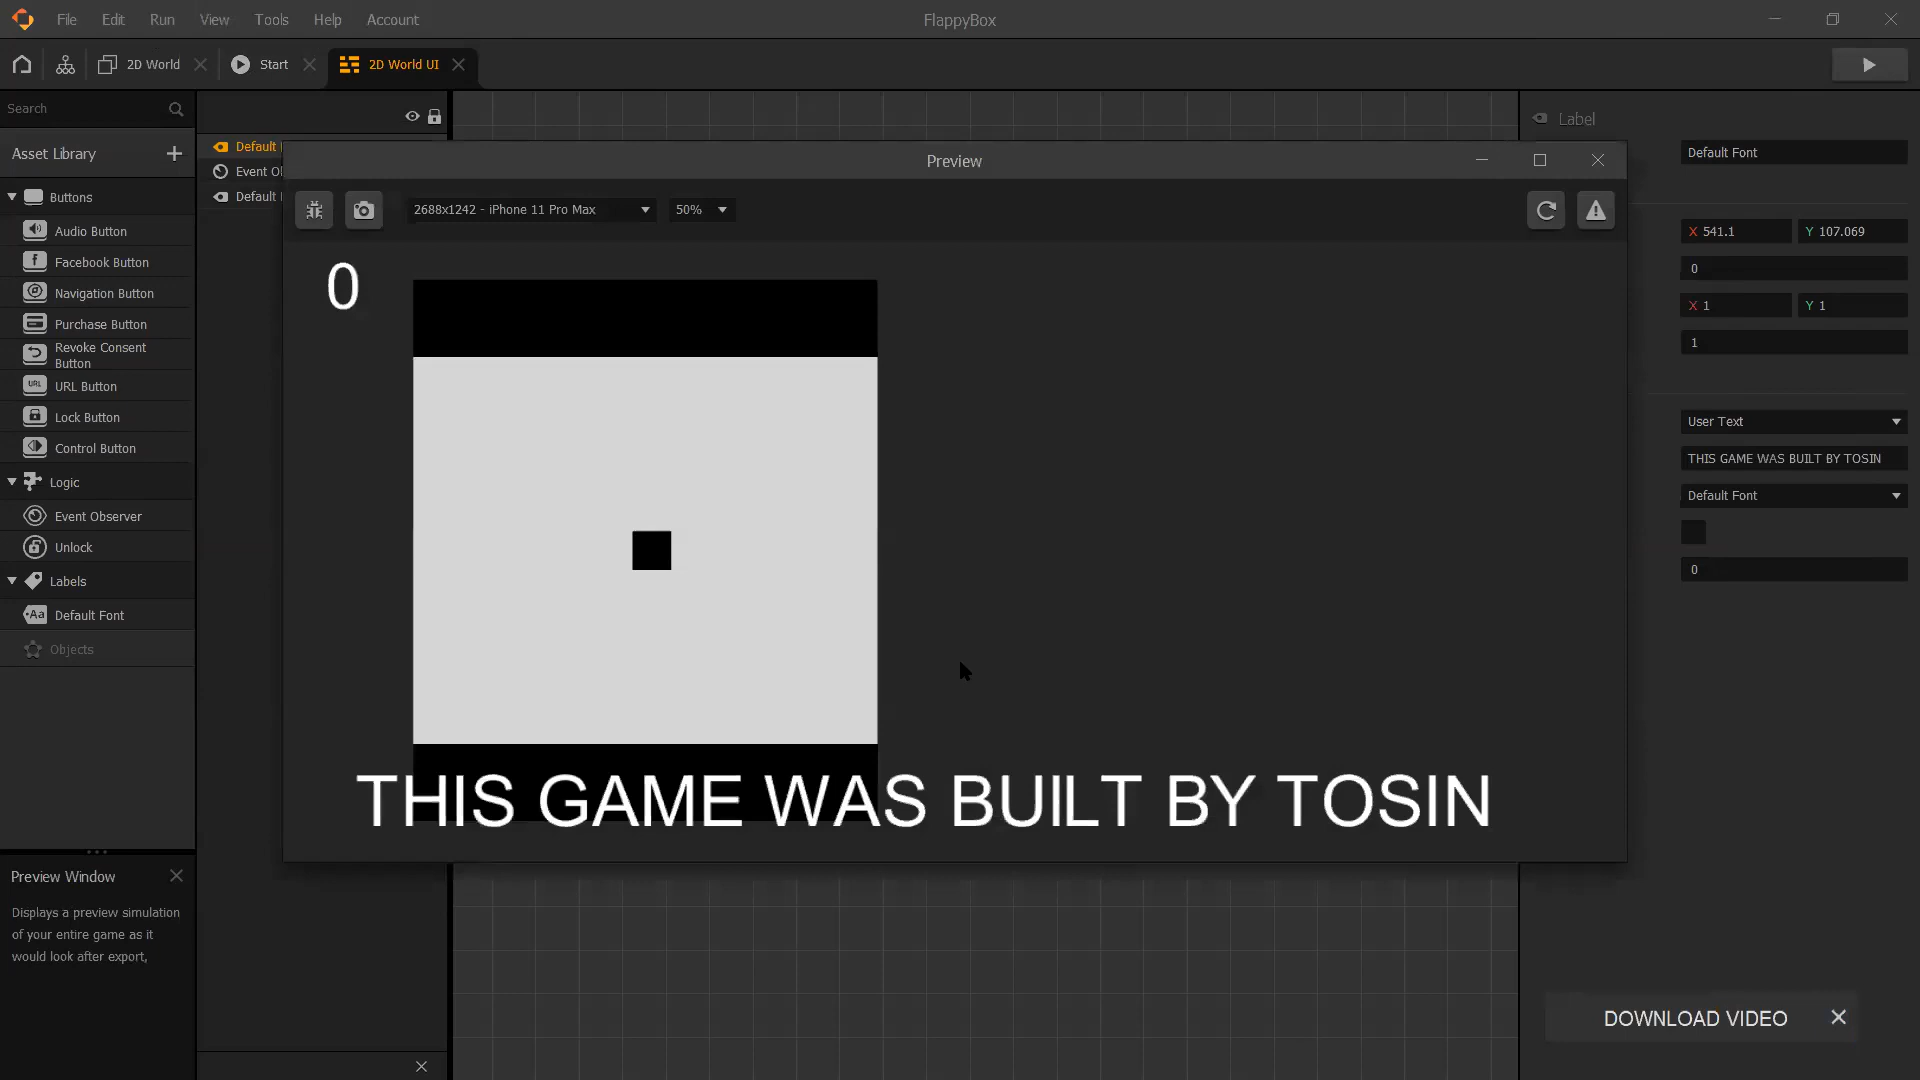 File Edit Run View Tools Help Account FlappyBox
2D World Start 2D World UI
Search
Asset Library
Buttons
Audio Button
f Facebook Button
Navigation Button
Purchase Button
Revoke Consent
Button
URL URL Button
Lock Button
Control Button
Logic
Event Observer
Unlock
Labels
Aa Default Font
Objects
Preview Window
Displays a preview simulation
of your entire game as it
would look after export,
Default
Event Ol
Default
Preview
2688x1242 - iPhone 11 Pro Max 50%
0
THIS GAME WAS BUILT BY TOSIN
Label
Default Font
X 541.1 Y 107.069
0
X 1 Y 1
1
User Text
THIS GAME WAS BUILT BY TOSIN
Default Font
0
DOWNLOAD VIDEO